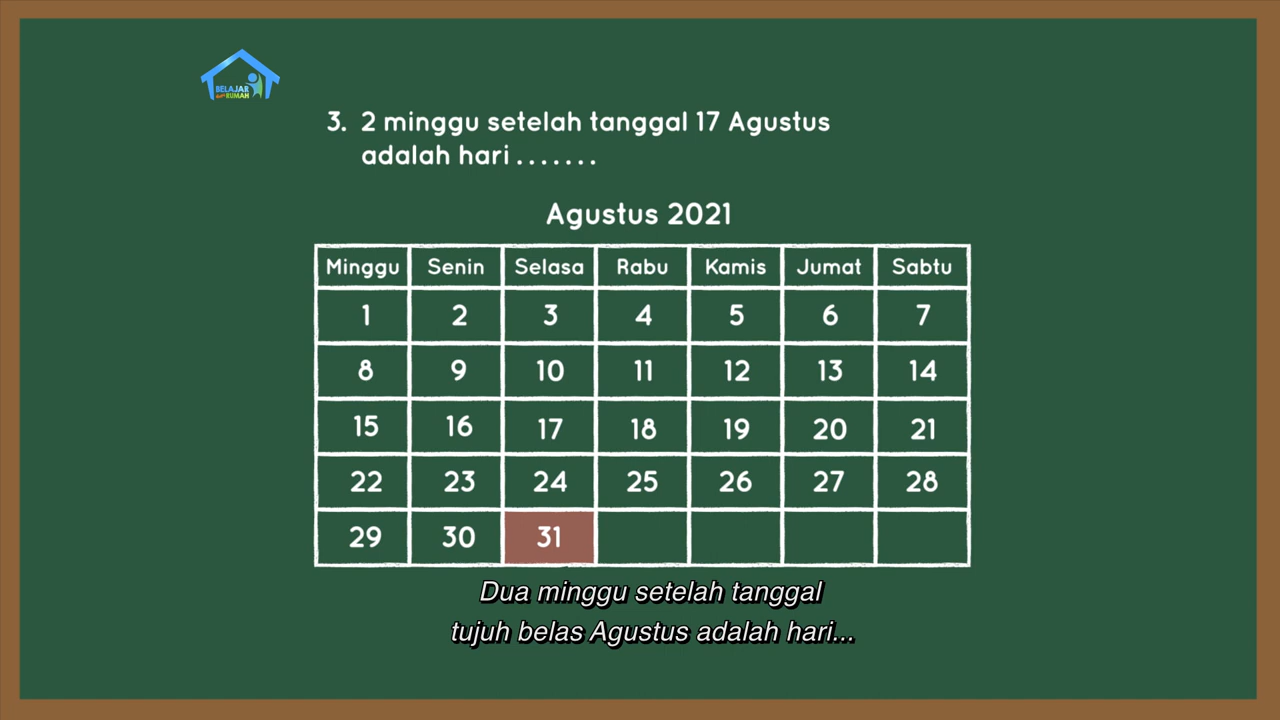 BELAJAR
dari RUMAH
3. 2 minggu setelah tanggal 17 Agustus
adalah hari .......
Agustus 2021
Minggu Senin Selasa Rabu Kamis Jumat Sabtu
1 2 3 4 5 6 7
8 9 10 11 12 13 14
15 16 17 18 19 20 21
22 23 24 25 26 27 28
29 30 31
Dua minggu setelah tanggal
tujuh belas Agustus adalah hari...